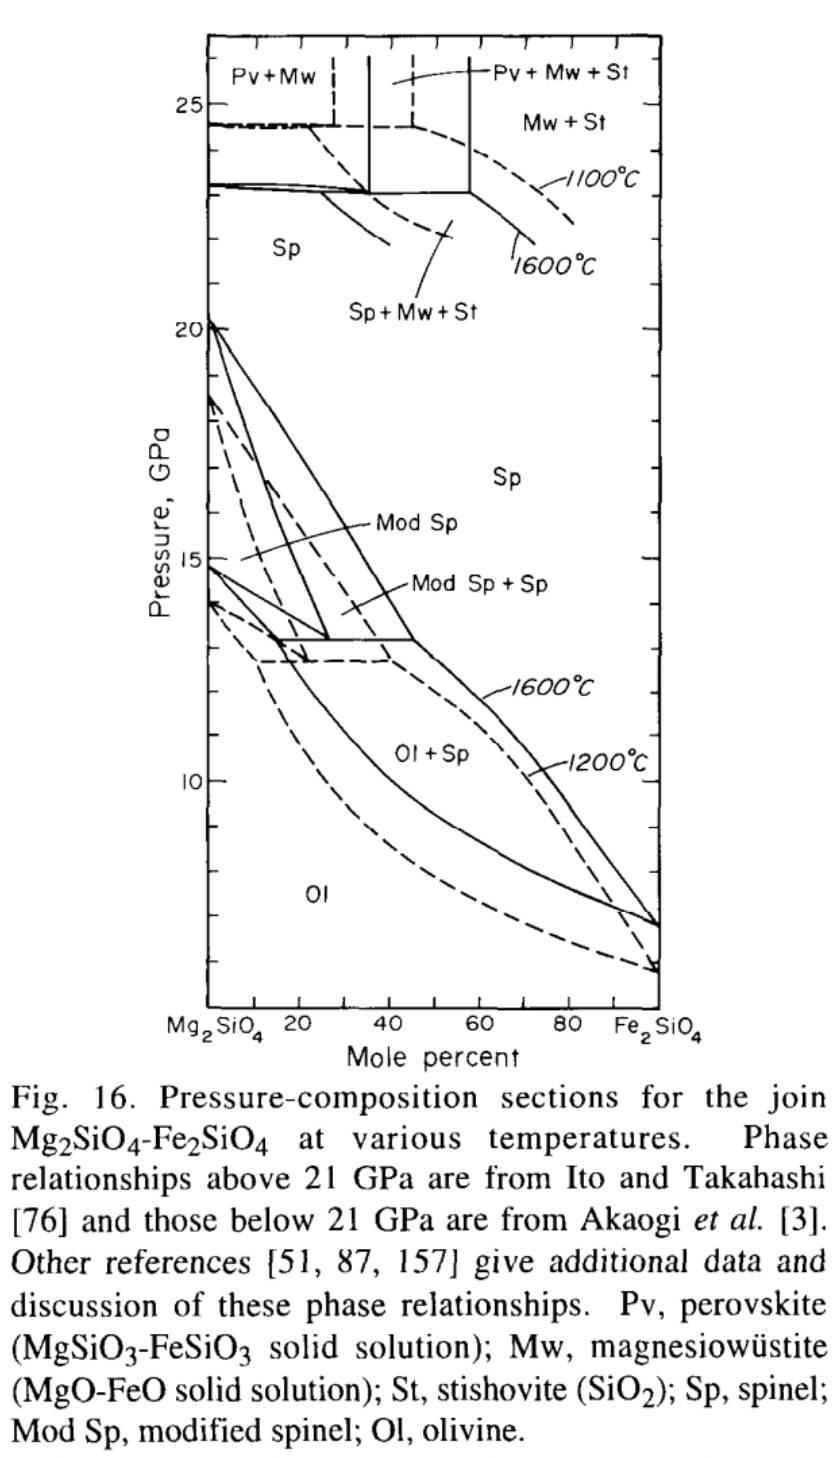 Pv + Mw
Pv + Mw + St
25
Mw + St
1100°C
Sp
1600°C
Sp + Mw + St
20
Pressure, GPa
Sp
Mod Sp
15
Mod Sp + Sp
1600°C
Ol + Sp
1200°C
10
Ol
Mg2SiO4 20 40 60 80 Fe2SiO4
Mole percent
Fig. 16. Pressure-composition sections for the join
Mg2SiO4-Fe2SiO4 at various temperatures. Phase
relationships above 21 GPa are from Ito and Takahashi
[76] and those below 21 GPa are from Akaogi et al. [3].
Other references [51, 87, 157] give additional data and
discussion of these phase relationships. Pv, perovskite
(MgSiO3-FeSiO3 solid solution); Mw, magnesiowüstite
(MgO-FeO solid solution); St, stishovite (SiO2); Sp, spinel;
Mod Sp, modified spinel; Ol, olivine.